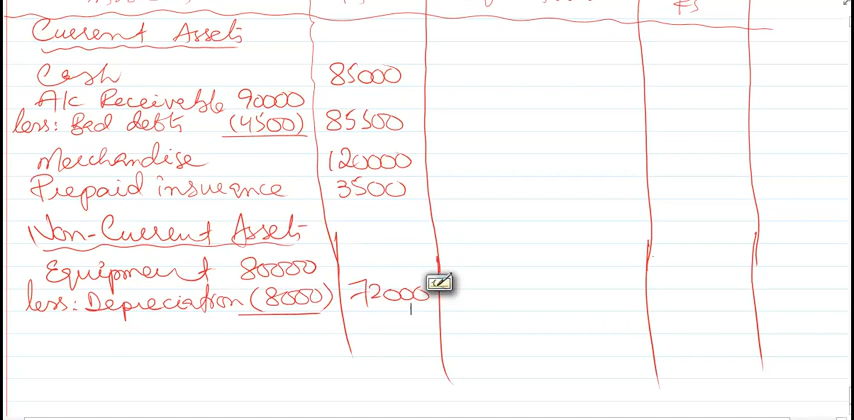 Rs
Current Assets
Cash 85000
A/c Receivable 90000
less: Bad debts (4500) 85500
Merchandise 120000
Prepaid insurance 3500
Non-Current Assets
Equipment 80000
less: Depreciation (8000) 72000